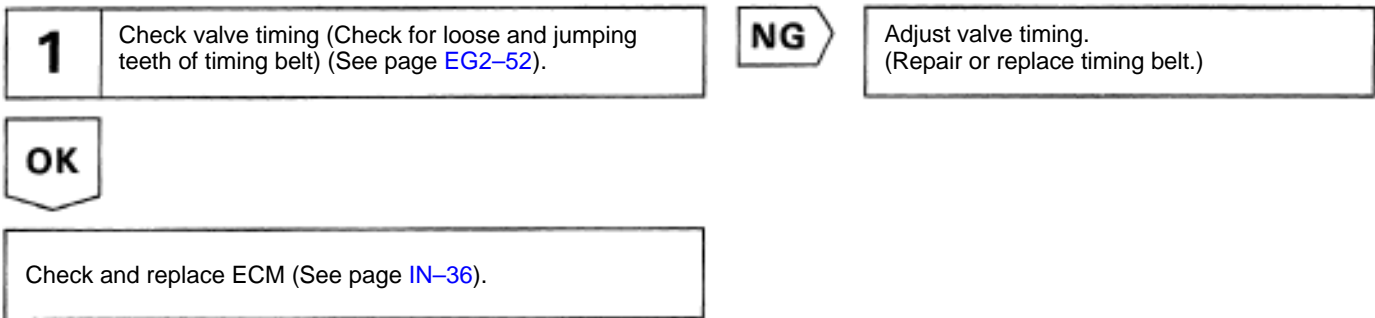 1
Check valve timing (Check for loose and jumping
teeth of timing belt) (See page EG2–52).
NG
Adjust valve timing.
(Repair or replace timing belt.)
OK
Check and replace ECM (See page IN–36).